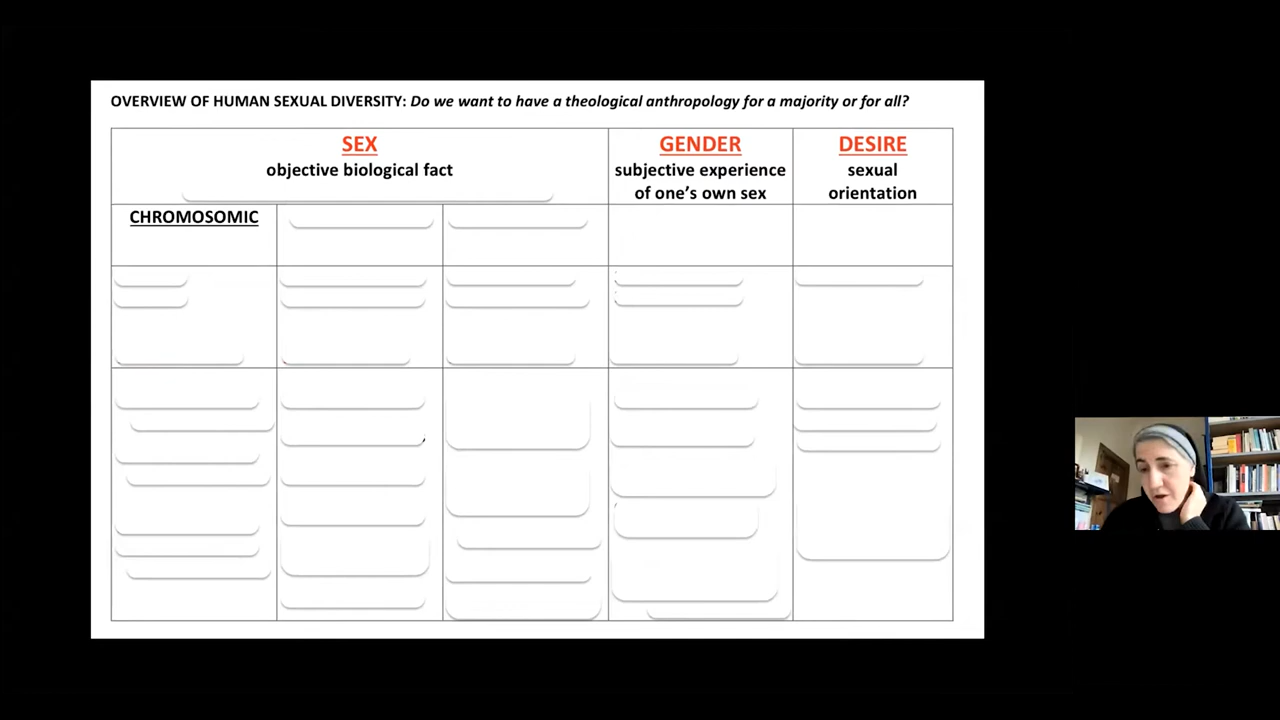 OVERVIEW OF HUMAN SEXUAL DIVERSITY: Do we want to have a theological anthropology for a majority or for all?
SEX
objective biological fact
GENDER
subjective experience
of one’s own sex
DESIRE
sexual
orientation
CHROMOSOMIC